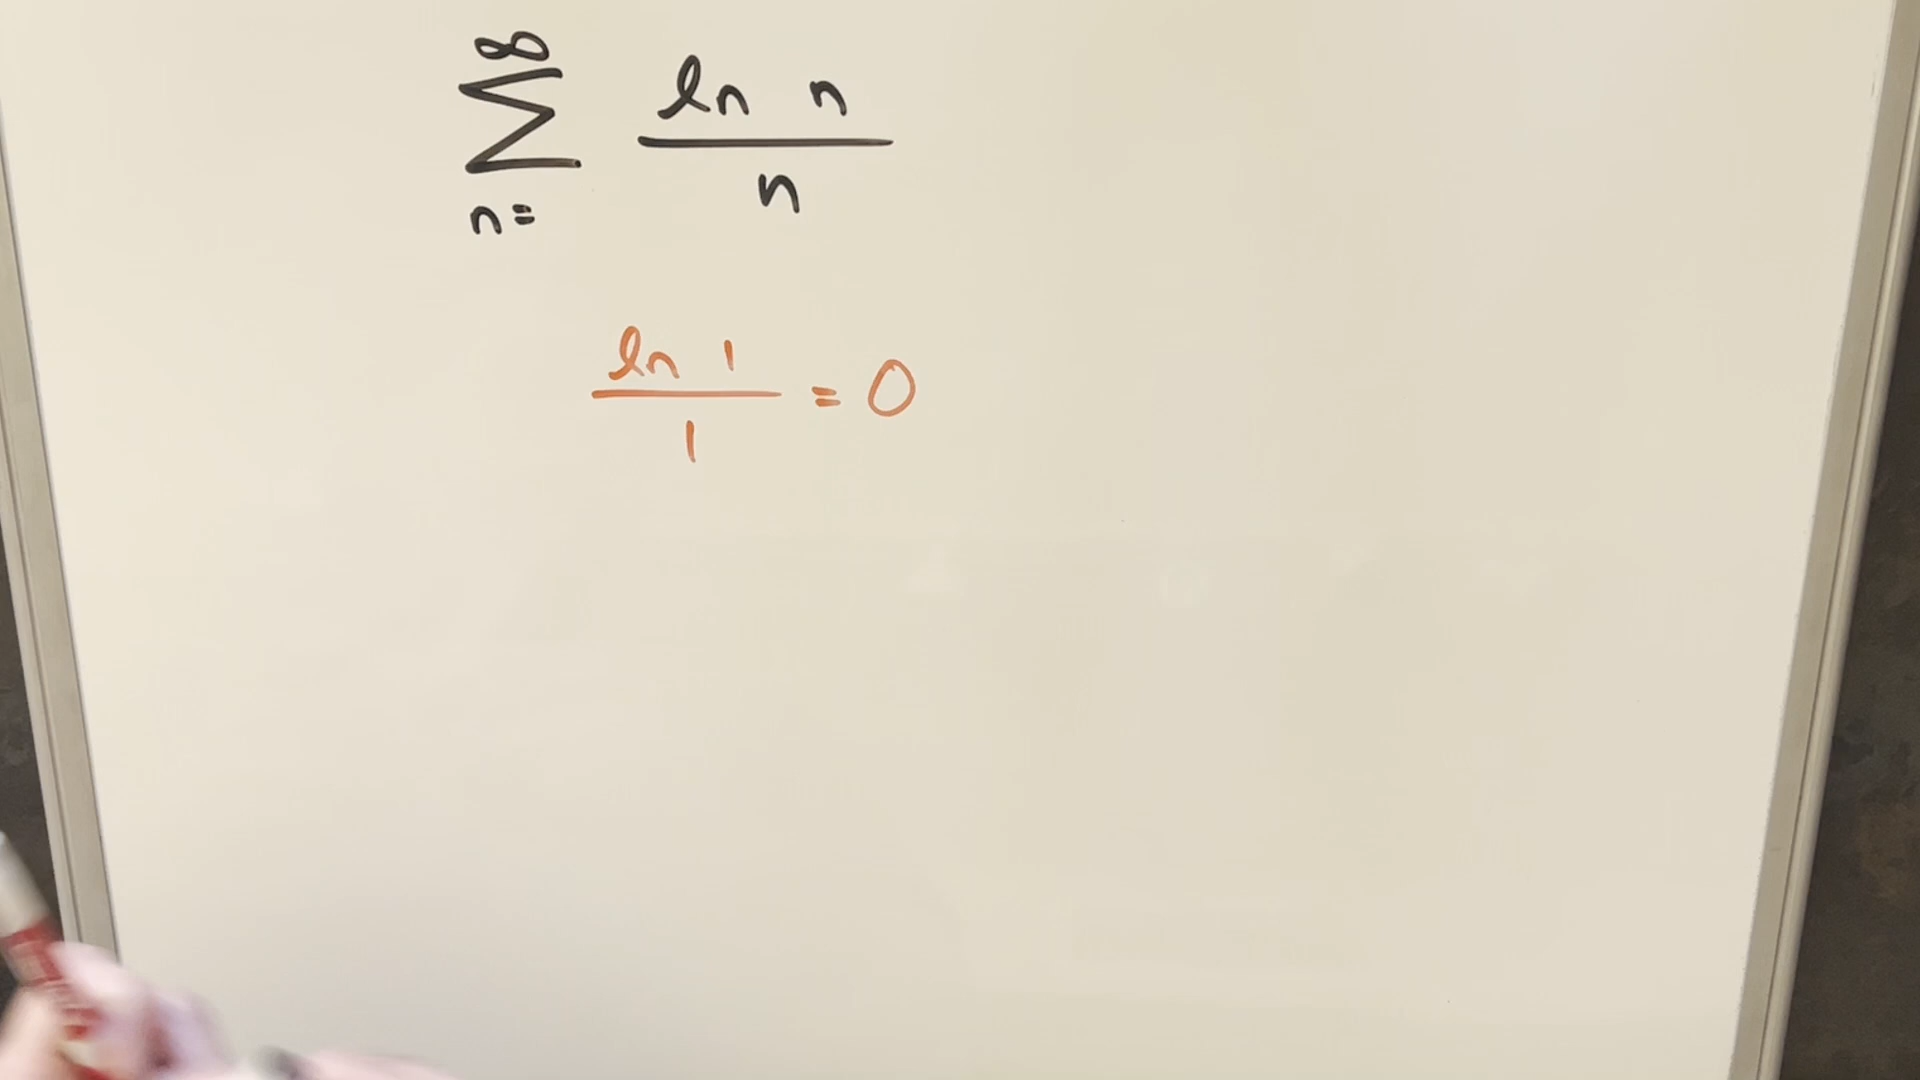 ∞
∑ ln n / n
n=
ln 1 / 1 = 0